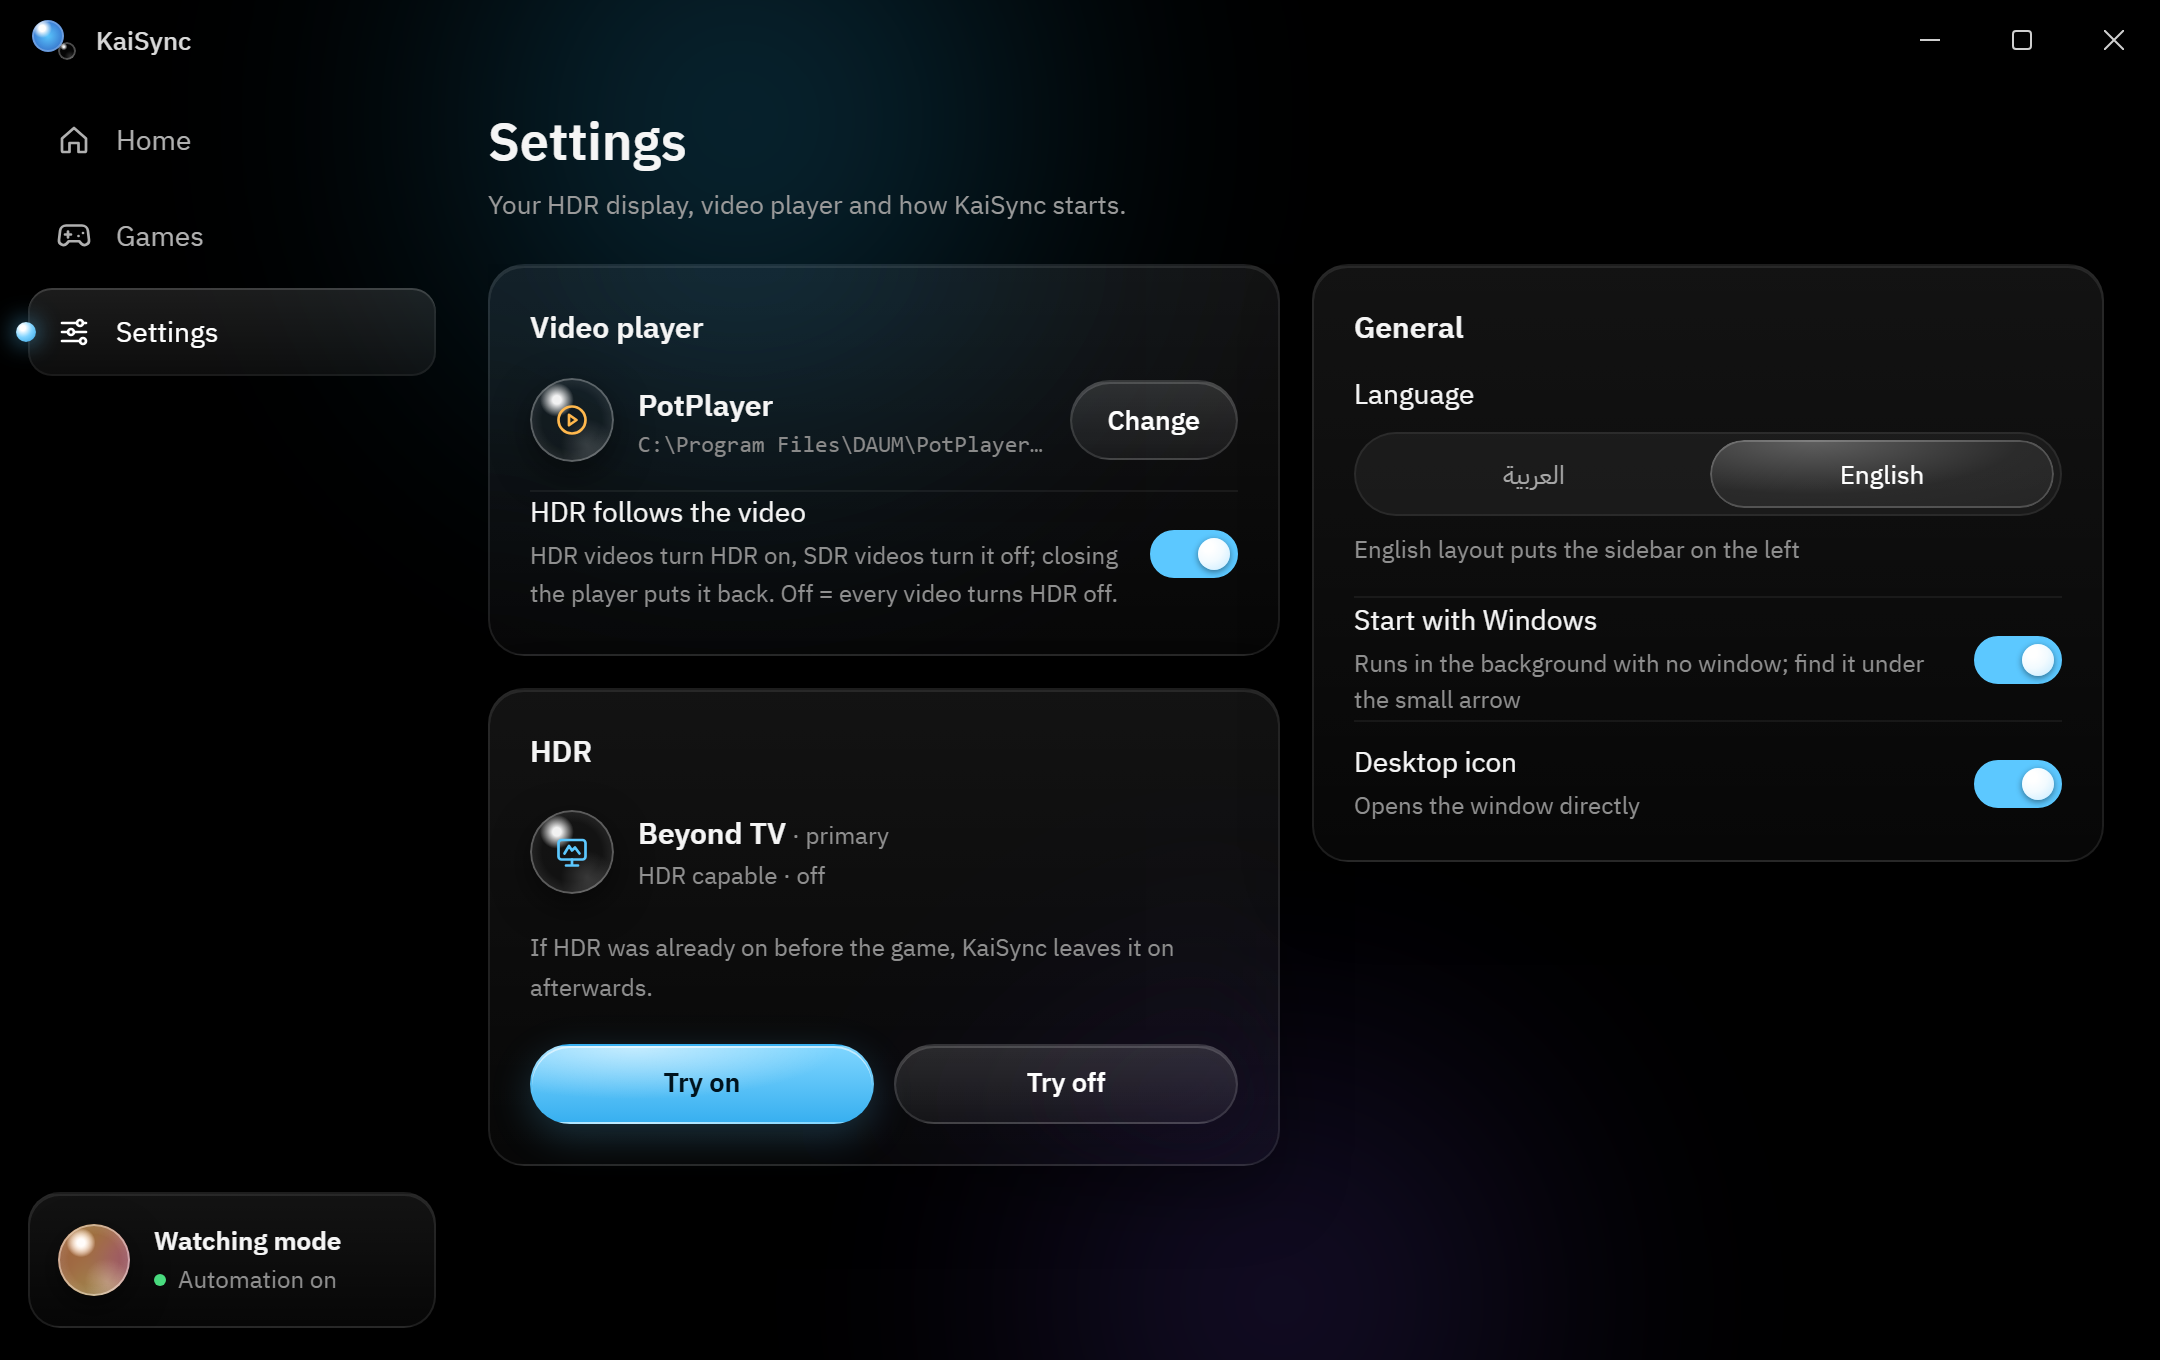 KaiSync
Home
Games
Settings
Settings
Your HDR display, video player and how KaiSync starts.
Video player
PotPlayer
C:\Program Files\DAUM\PotPlayer…
Change
HDR follows the video
HDR videos turn HDR on, SDR videos turn it off; closing
the player puts it back. Off = every video turns HDR off.
HDR
Beyond TV · primary
HDR capable · off
If HDR was already on before the game, KaiSync leaves it on
afterwards.
Try on
Try off
General
Language
العربية
English
English layout puts the sidebar on the left
Start with Windows
Runs in the background with no window; find it under
the small arrow
Desktop icon
Opens the window directly
Watching mode
Automation on